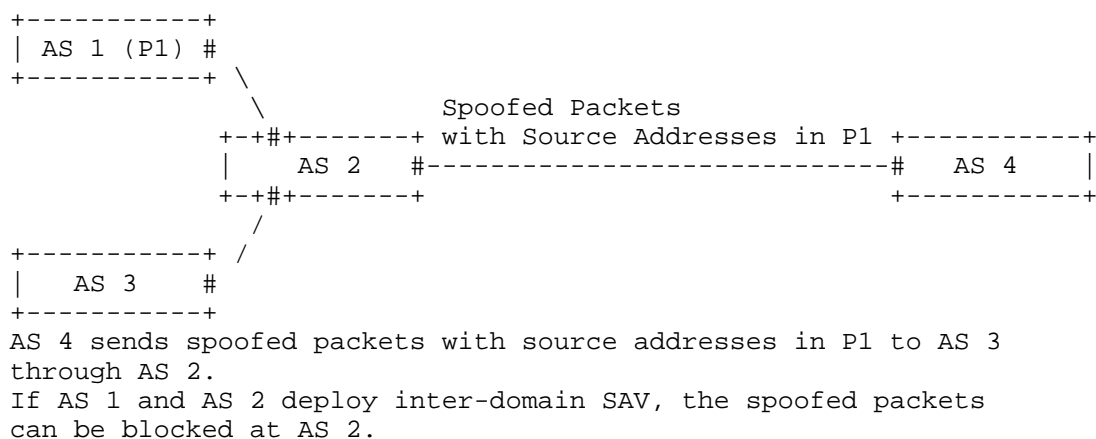 AS 1 (P1) #
Spoofed Packets
with Source Addresses in P1
AS 2 #------------------------------# AS 4
AS 3 #
AS 4 sends spoofed packets with source addresses in P1 to AS 3
through AS 2.
If AS 1 and AS 2 deploy inter-domain SAV, the spoofed packets
can be blocked at AS 2.